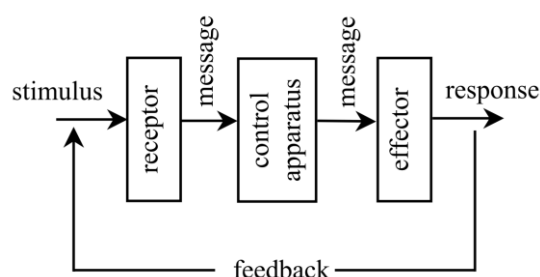 stimulus
receptor
message
control
apparatus
message
effector
response
feedback